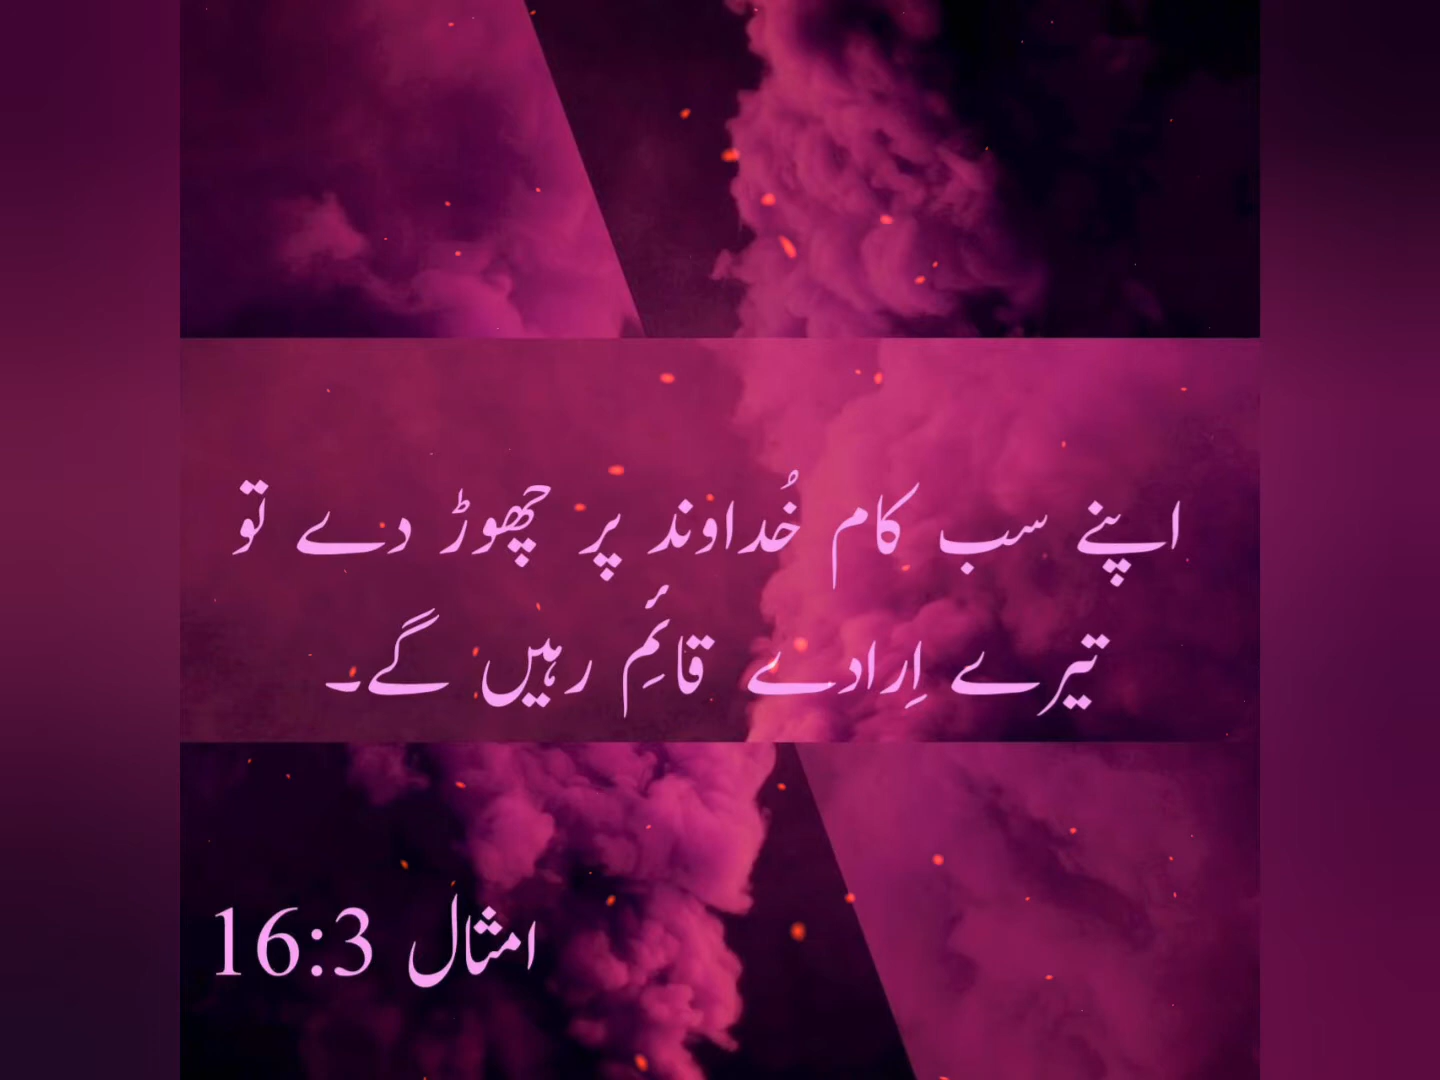 اپنے سب کام خُداوند پر چھوڑ دے تو
تیرے اِرادے قائِم رہیں گے۔
امثال 16:3